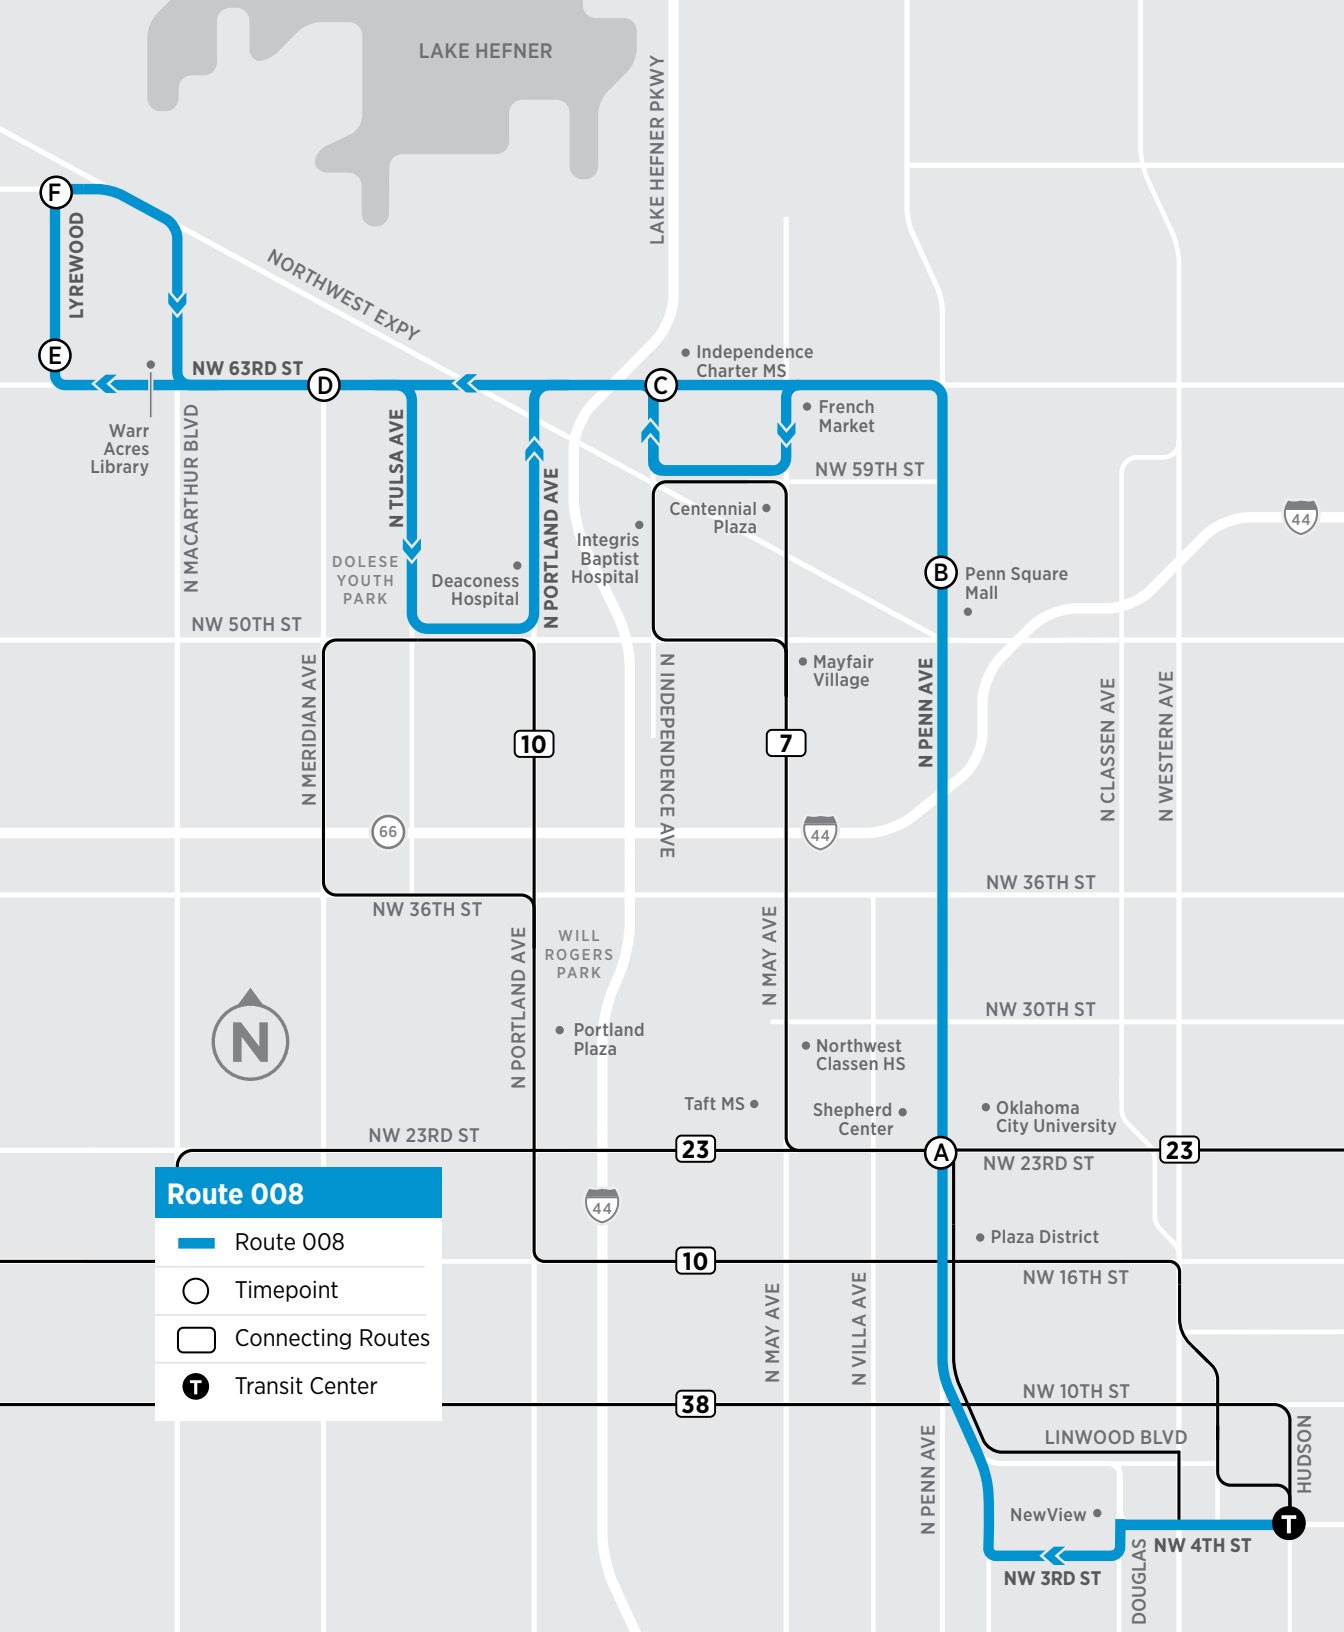 LAKE HEFNER
LAKE HEFNER PKWY
F
LYREWOOD
NORTHWEST EXPY
E
NW 63RD ST
D
C
Independence
Charter MS
French
Market
Warr
Acres
Library
N MACARTHUR BLVD
N TULSA AVE
N PORTLAND AVE
NW 59TH ST
Centennial
Plaza
44
Integris
Baptist
Hospital
DOLESE
YOUTH
PARK
Deaconess
Hospital
B
Penn Square
Mall
NW 50TH ST
N MERIDIAN AVE
N INDEPENDENCE AVE
Mayfair
Village
N PENN AVE
N CLASSEN AVE
N WESTERN AVE
10
7
66
44
NW 36TH ST
NW 36TH ST
N PORTLAND AVE
WILL
ROGERS
PARK
N MAY AVE
N
Portland
Plaza
NW 30TH ST
Northwest
Classen HS
Taft MS
Shepherd
Center
Oklahoma
City University
NW 23RD ST
23
A
23
NW 23RD ST
44
Route 008
Route 008
Timepoint
Connecting Routes
T
Transit Center
Plaza District
10
NW 16TH ST
N MAY AVE
N VILLA AVE
38
NW 10TH ST
N PENN AVE
LINWOOD BLVD
HUDSON
NewView
T
NW 4TH ST
NW 3RD ST
DOUGLAS